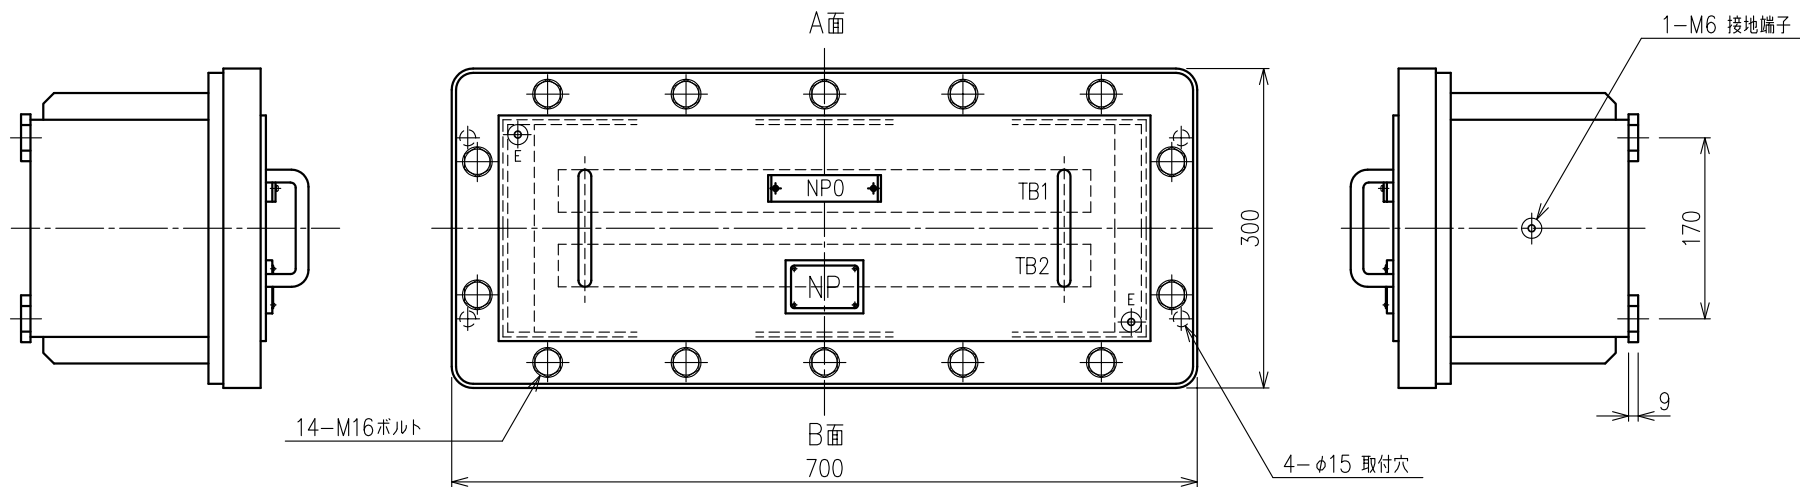 A面
1-M6 接地端子
E
NP0
TB1
300
170
TB2
NP
E
9
14-M16ボルト
B面
700
4-φ15 取付穴